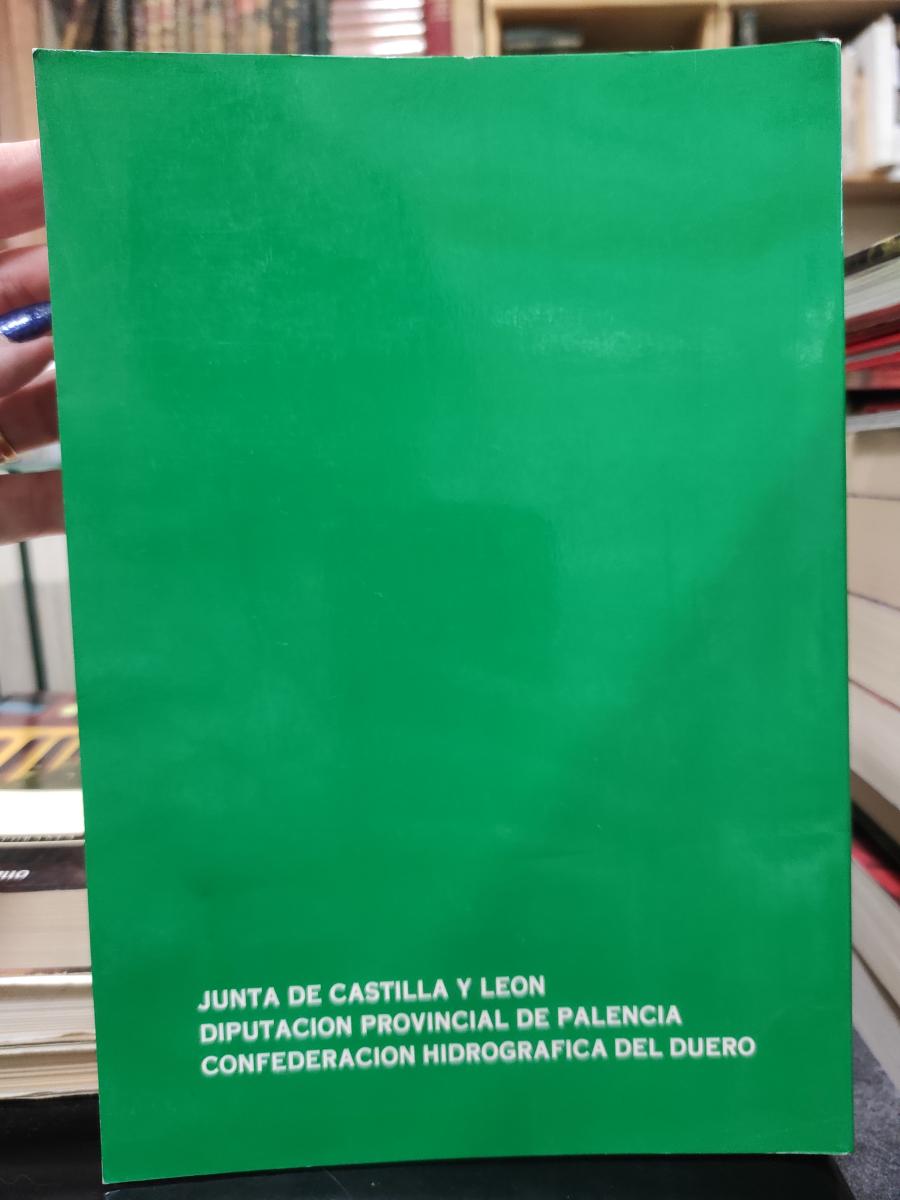 JUNTA DE CASTILLA Y LEON
DIPUTACION PROVINCIAL DE PALENCIA
CONFEDERACION HIDROGRAFICA DEL DUERO